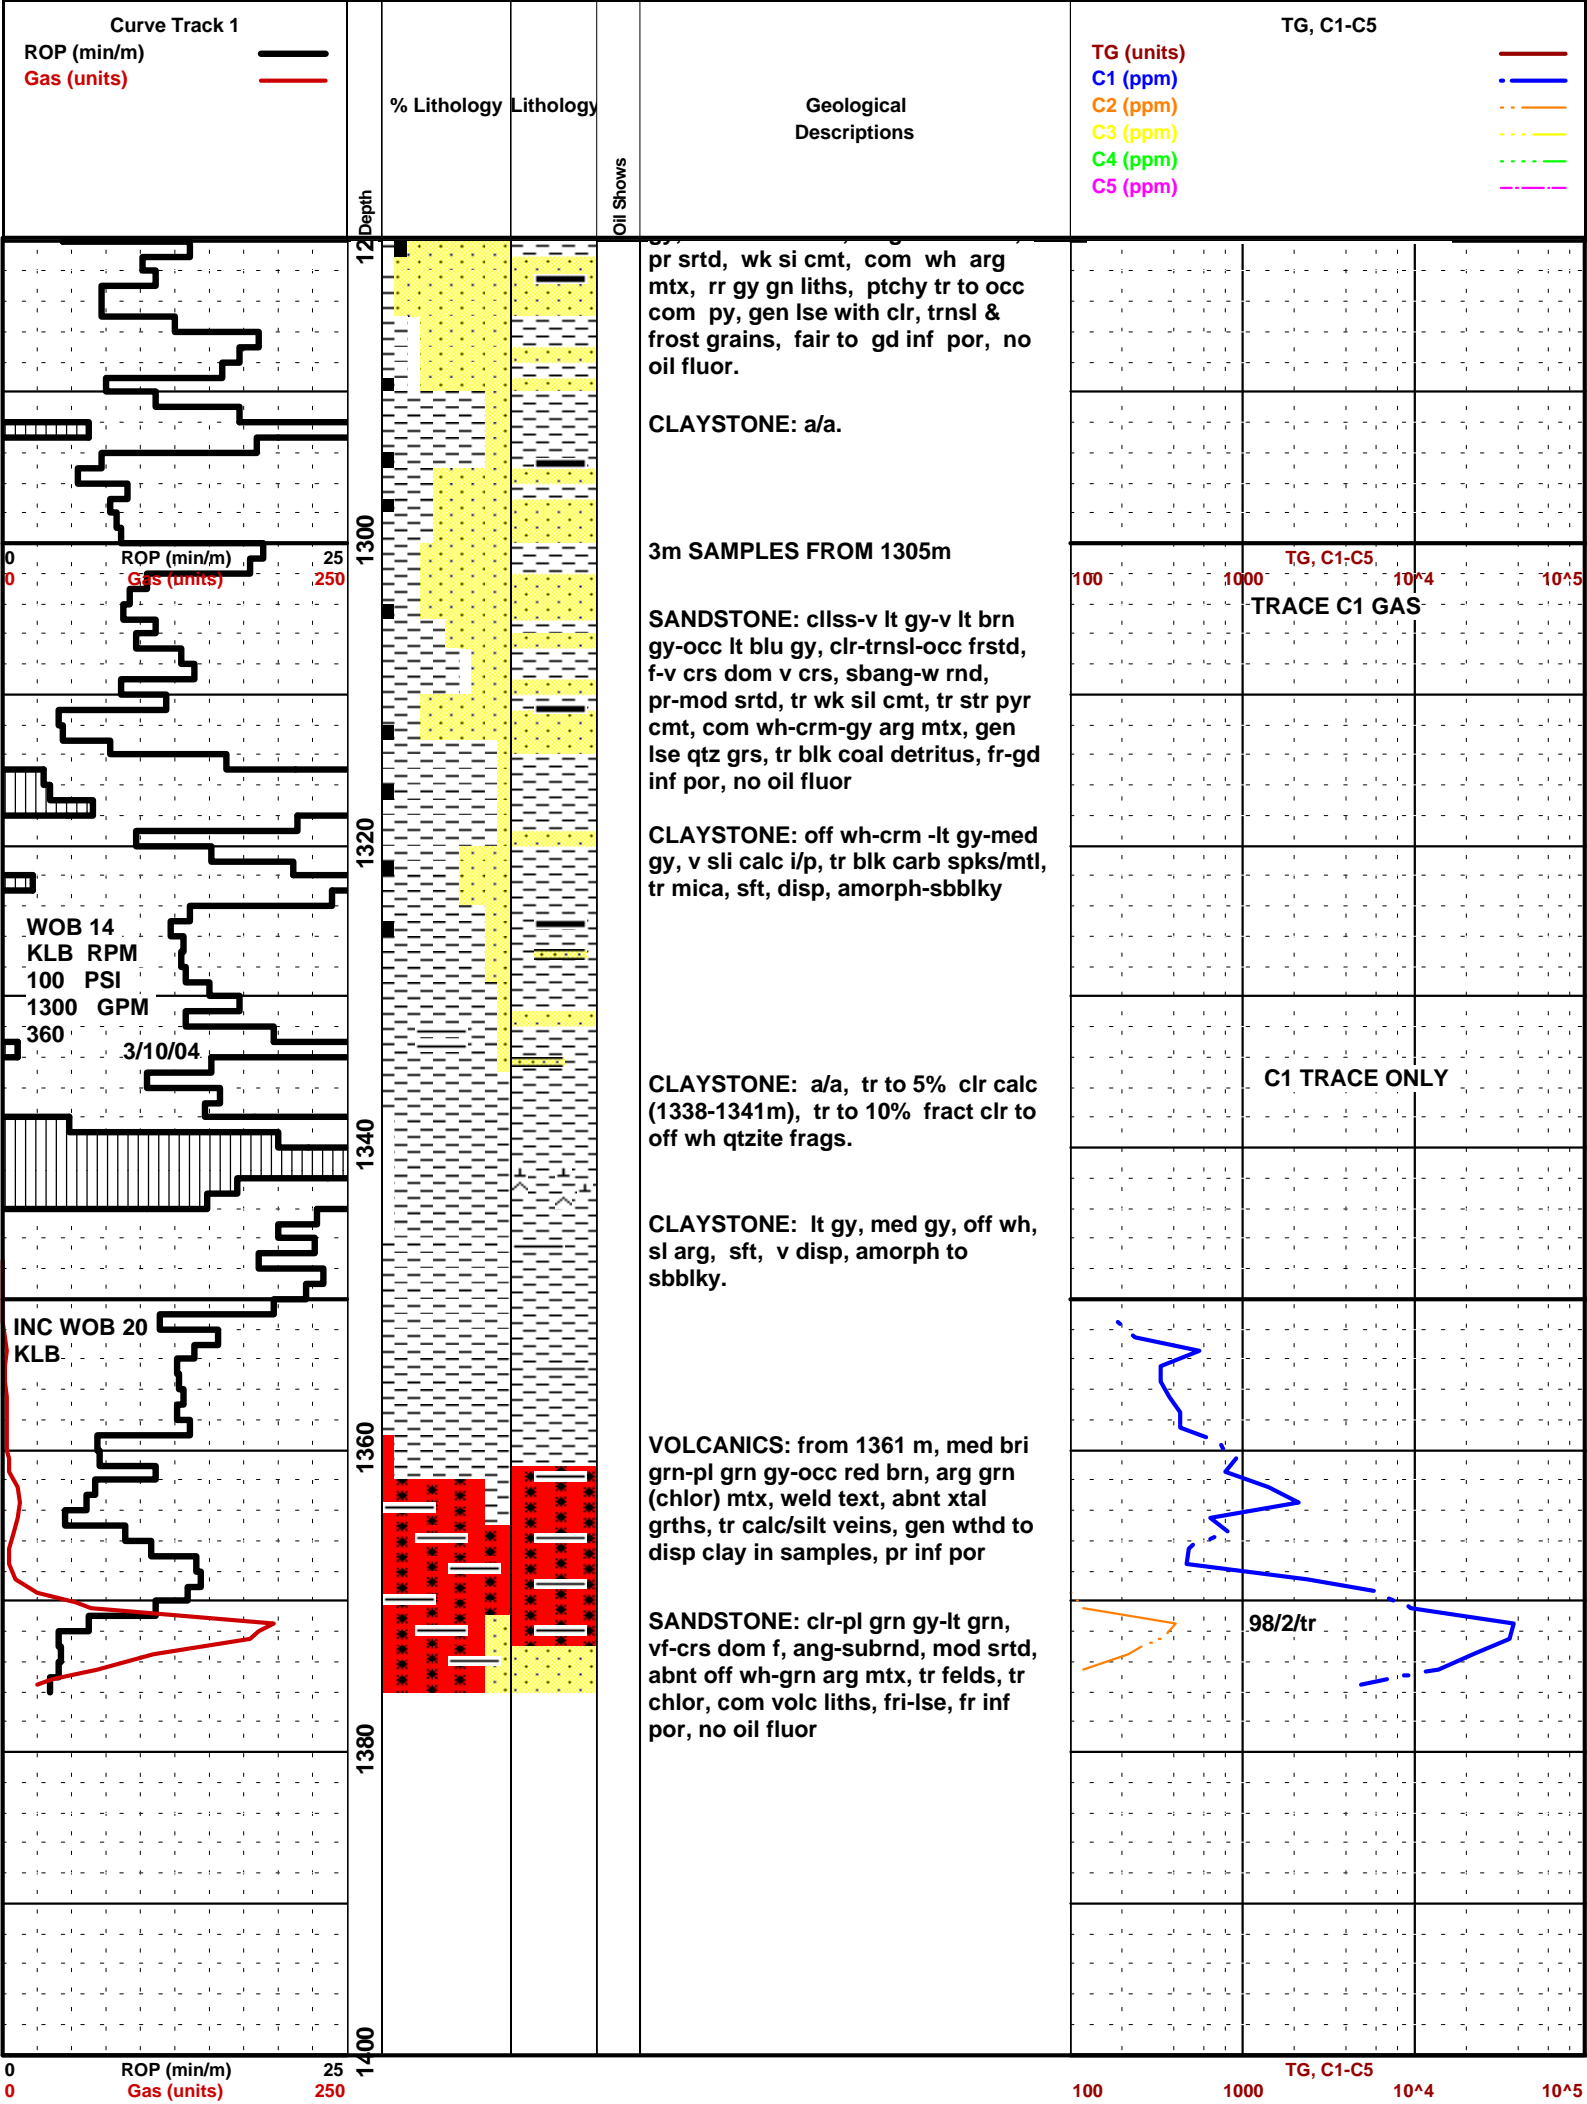 Curve Track 1
ROP (min/m)
Gas (units)
Depth
% Lithology
Lithology
Oil Shows
Geological
Descriptions
TG, C1-C5
TG (units)
C1 (ppm)
C2 (ppm)
C3 (ppm)
C4 (ppm)
C5 (ppm)
pr srtd, wk si cmt, com wh arg
mtx, rr gy gn liths, ptchy tr to occ
com py, gen lse with clr, trnsl &
frost grains, fair to gd inf por, no
oil fluor.
CLAYSTONE: a/a.
1300
3m SAMPLES FROM 1305m
0 ROP (min/m) 25
0 Gas (units) 250
TG, C1-C5
100 1000 10^4 10^5
TRACE C1 GAS
SANDSTONE: cllss-v lt gy-v lt brn
gy-occ lt blu gy, clr-trnsl-occ frstd,
f-v crs dom v crs, sbang-w rnd,
pr-mod srtd, tr wk sil cmt, tr str pyr
cmt, com wh-crm-gy arg mtx, gen
lse qtz grs, tr blk coal detritus, fr-gd
inf por, no oil fluor
1320
CLAYSTONE: off wh-crm -lt gy-med
gy, v sli calc i/p, tr blk carb spks/mtl,
tr mica, sft, disp, amorph-sbblky
WOB 14
KLB RPM
100 PSI
1300 GPM
360
3/10/04
C1 TRACE ONLY
CLAYSTONE: a/a, tr to 5% clr calc
(1338-1341m), tr to 10% fract clr to
off wh qtzite frags.
1340
CLAYSTONE: lt gy, med gy, off wh,
sl arg, sft, v disp, amorph to
sbblky.
INC WOB 20
KLB
1360
VOLCANICS: from 1361 m, med bri
grn-pl grn gy-occ red brn, arg grn
(chlor) mtx, weld text, abnt xtal
grths, tr calc/silt veins, gen wthd to
disp clay in samples, pr inf por
SANDSTONE: clr-pl grn gy-lt grn,
vf-crs dom f, ang-subrnd, mod srtd,
abnt off wh-grn arg mtx, tr felds, tr
chlor, com volc liths, fri-lse, fr inf
por, no oil fluor
98/2/tr
1380
1400
0 ROP (min/m) 25
0 Gas (units) 250
TG, C1-C5
100 1000 10^4 10^5